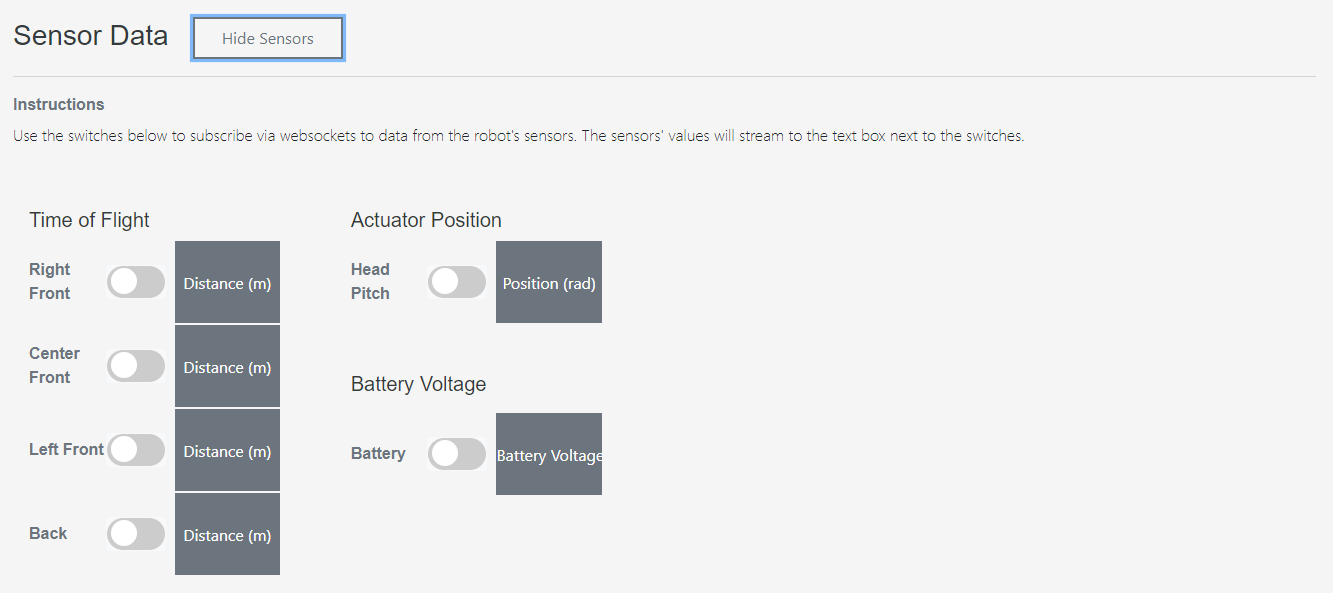 Sensor Data
Hide Sensors
Instructions
Use the switches below to subscribe via websockets to data from the robot's sensors. The sensors' values will stream to the text box next to the switches.
Time of Flight
Right
Front
Distance (m)
Center
Front
Distance (m)
Left Front
Distance (m)
Back
Distance (m)
Actuator Position
Head
Pitch
Position (rad)
Battery Voltage
Battery
Battery Voltage